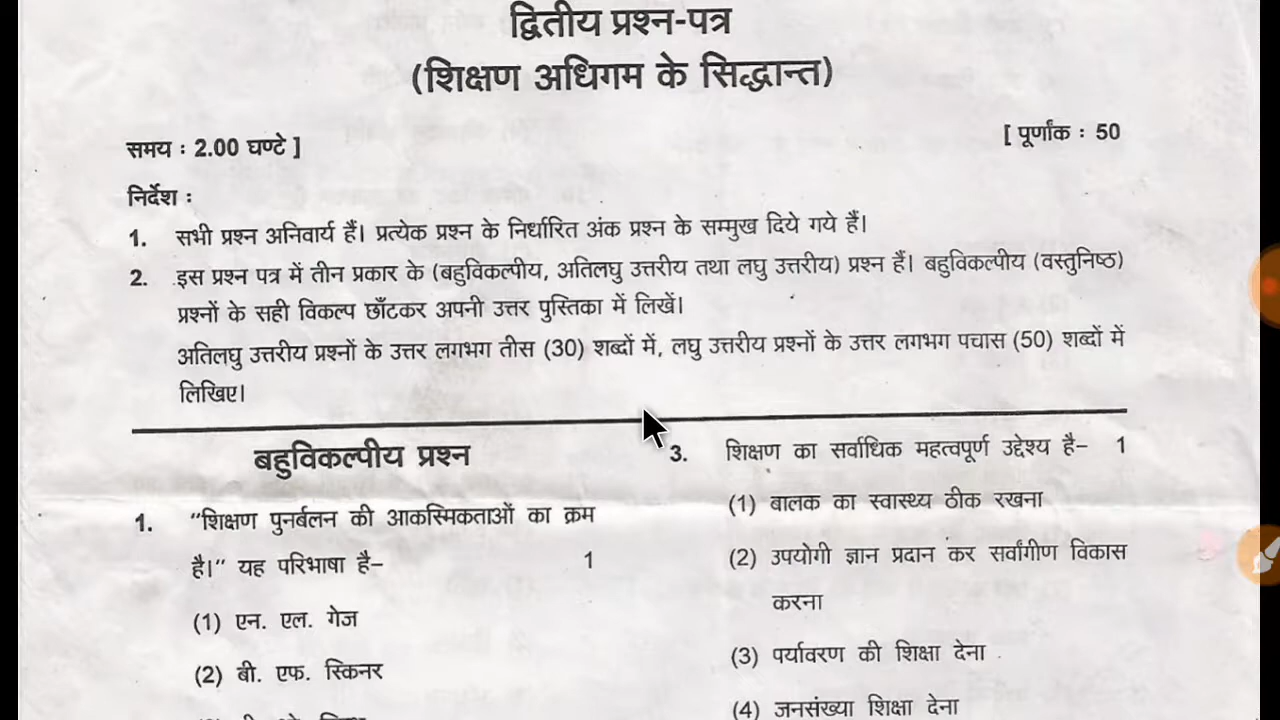 द्वितीय प्रश्न-पत्र
(शिक्षण अधिगम के सिद्धान्त)
समय : 2.00 घण्टे ]
[ पूर्णांक : 50
निर्देश :
1. सभी प्रश्न अनिवार्य हैं। प्रत्येक प्रश्न के निर्धारित अंक प्रश्न के सम्मुख दिये गये हैं।
2. इस प्रश्न पत्र में तीन प्रकार के (बहुविकल्पीय, अतिलघु उत्तरीय तथा लघु उत्तरीय) प्रश्न हैं। बहुविकल्पीय (वस्तुनिष्ठ)
प्रश्नों के सही विकल्प छाँटकर अपनी उत्तर पुस्तिका में लिखें।
अतिलघु उत्तरीय प्रश्नों के उत्तर लगभग तीस (30) शब्दों में, लघु उत्तरीय प्रश्नों के उत्तर लगभग पचास (50) शब्दों में
लिखिए।
बहुविकल्पीय प्रश्न
1. “शिक्षण पुनर्बलन की आकस्मिकताओं का क्रम
है।” यह परिभाषा है– 1
(1) एन. एल. गेज
(2) बी. एफ. स्किनर
3. शिक्षण का सर्वाधिक महत्वपूर्ण उद्देश्य है– 1
(1) बालक का स्वास्थ्य ठीक रखना
(2) उपयोगी ज्ञान प्रदान कर सर्वांगीण विकास
करना
(3) पर्यावरण की शिक्षा देना
(4) जनसंख्या शिक्षा देना